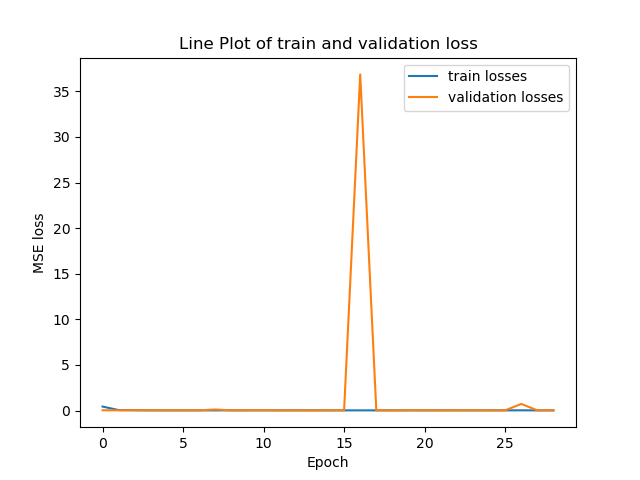 Line Plot of train and validation loss
train losses
validation losses
MSE loss
35
30
25
20
15
10
5
0
0 5 10 15 20 25
Epoch